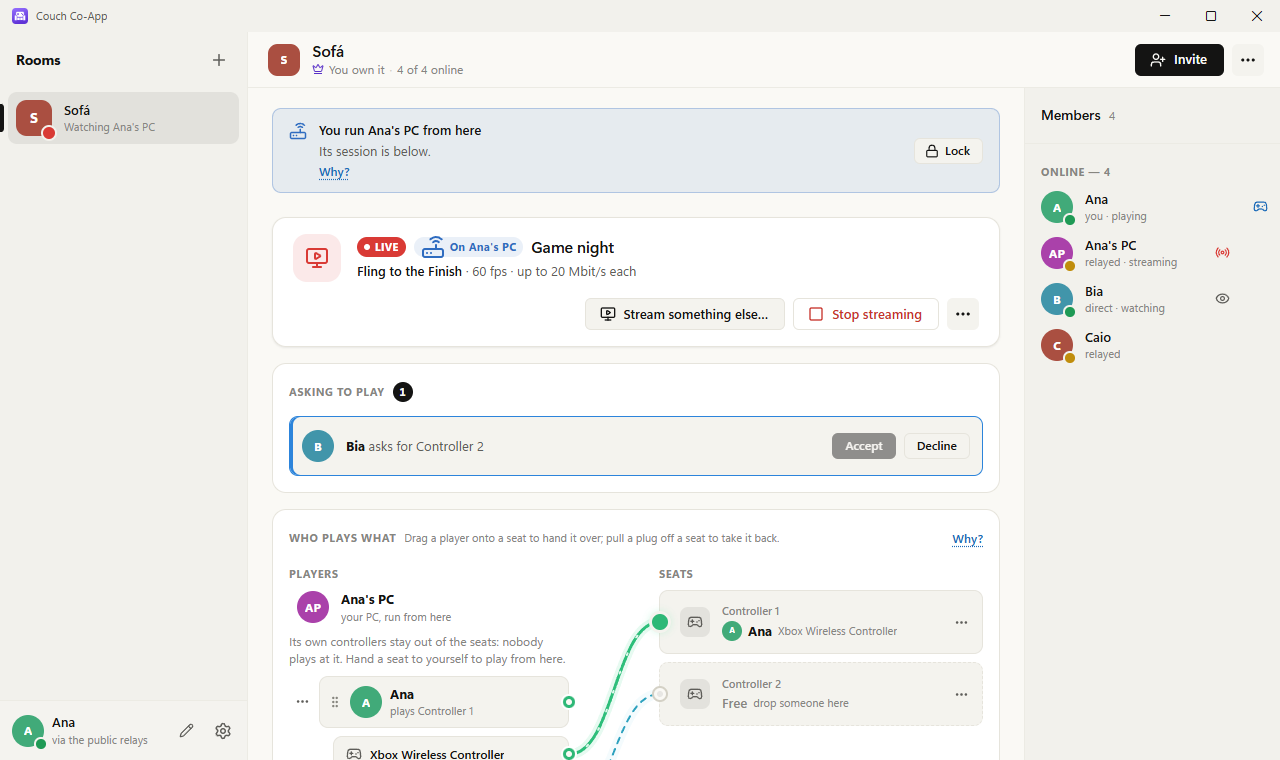 Couch Co-App
Rooms
S
Sofá
Watching Ana's PC
A
Ana
via the public relays
S
Sofá
You own it · 4 of 4 online
Invite
You run Ana's PC from here
Its session is below.
Why?
Lock
LIVE
On Ana's PC
Game night
Fling to the Finish · 60 fps · up to 20 Mbit/s each
Stream something else...
Stop streaming
ASKING TO PLAY 1
B
Bia asks for Controller 2
Accept
Decline
WHO PLAYS WHAT Drag a player onto a seat to hand it over; pull a plug off a seat to take it back.
Why?
PLAYERS
AP
Ana's PC
your PC, run from here
Its own controllers stay out of the seats: nobody
plays at it. Hand a seat to yourself to play from here.
A
Ana
plays Controller 1
Xbox Wireless Controller
SEATS
Controller 1
A Ana Xbox Wireless Controller
Controller 2
Free drop someone here
Members 4
ONLINE — 4
A
Ana
you · playing
AP
Ana's PC
relayed · streaming
B
Bia
direct · watching
C
Caio
relayed